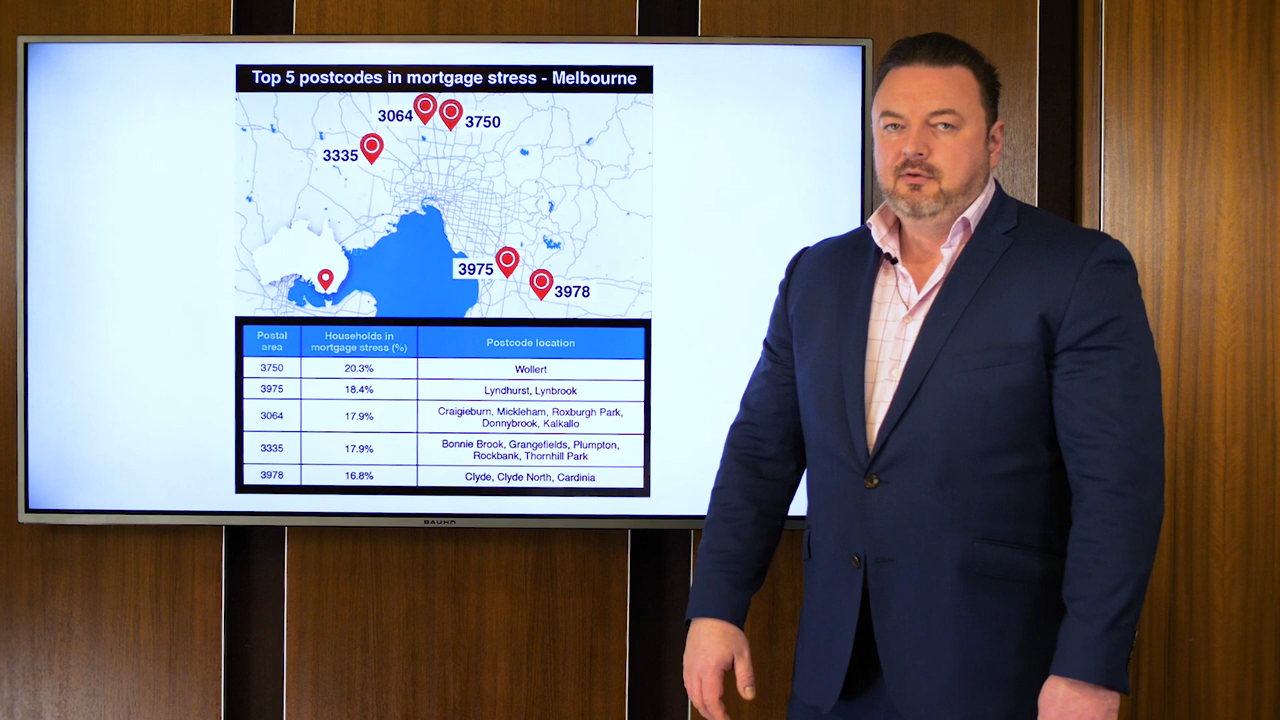 Top 5 postcodes in mortgage stress - Melbourne
3064
3750
3335
3975
3978
Postal area
Households in mortgage stress (%)
Postcode location
3750 20.3% Wollert
3975 18.4% Lyndhurst, Lynbrook
3064 17.9% Craigieburn, Mickleham, Roxburgh Park,
Donnybrook, Kalkallo
3335 17.9% Bonnie Brook, Grangefields, Plumpton,
Rockbank, Thornhill Park
3978 16.8% Clyde, Clyde North, Cardinia
BAUHN